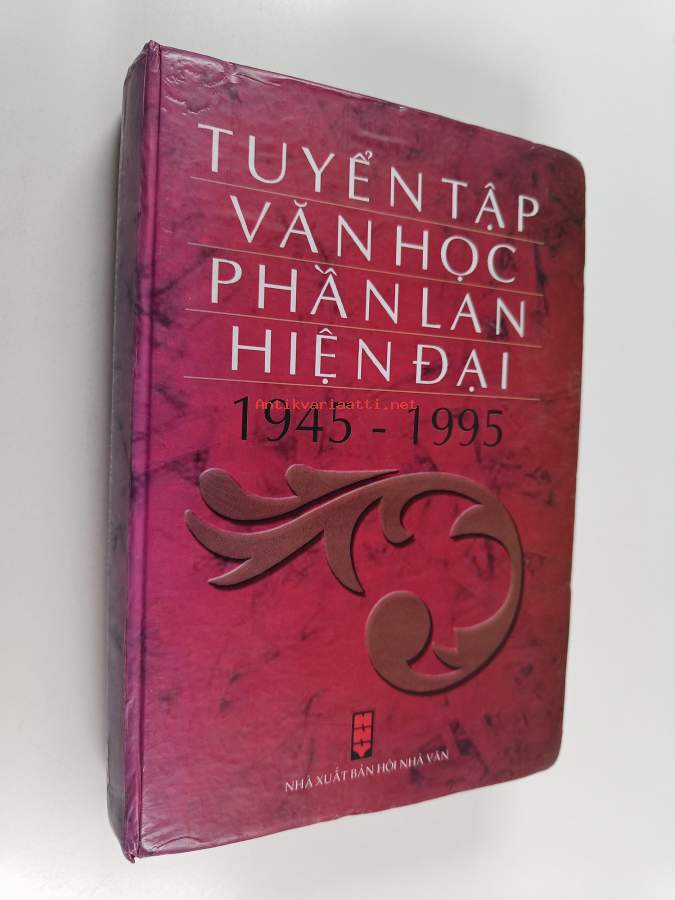 TUYỂN TẬP
VĂN HỌC
PHẦN LAN
HIỆN ĐẠI
Antikvariaatti.net
1945 - 1995
NHÀ XUẤT BẢN HỘI NHÀ VĂN